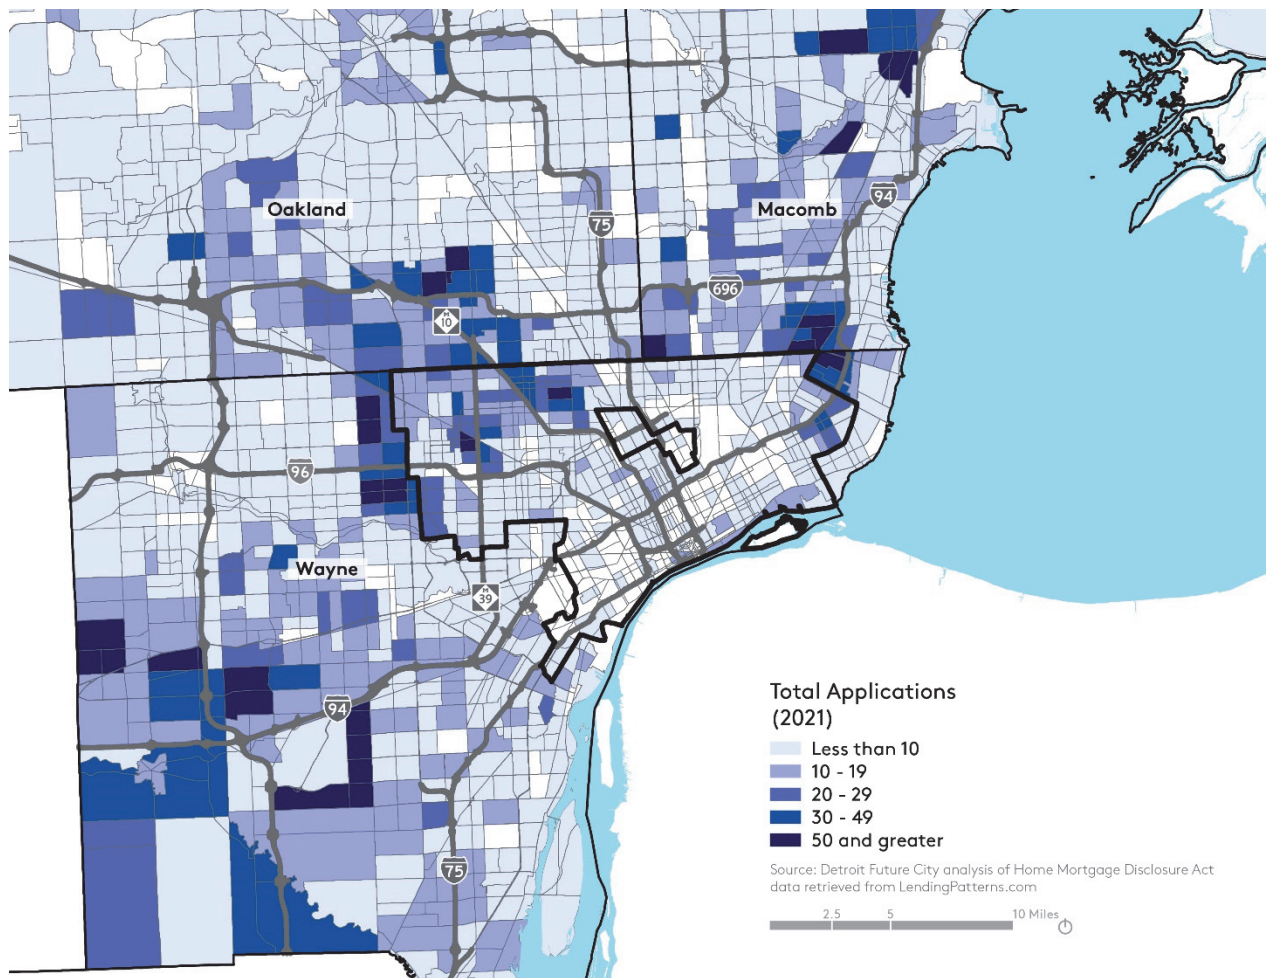 Oakland
Macomb
75
94
696
M
10
96
Wayne
M
39
94
75
Total Applications
(2021)
Less than 10
10 - 19
20 - 29
30 - 49
50 and greater
Source: Detroit Future City analysis of Home Mortgage Disclosure Act
data retrieved from LendingPatterns.com
2.5 5 10 Miles